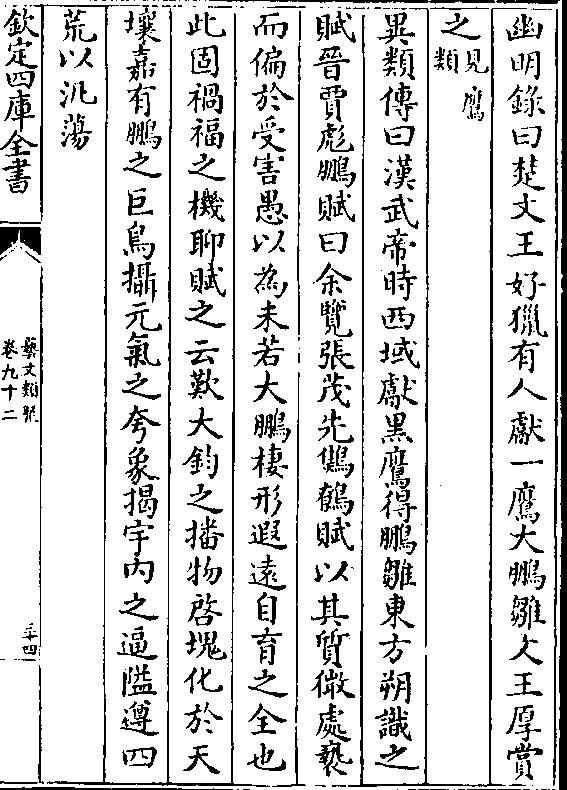 幽明錄曰楚文王好獵有人獻一鷹大鵬雛文王厚賞
之見鷹類
異類傳曰漢武帝時西域獻黑鷹得鵬雛東方朔識之
賦晉賈彪鵬賦曰余覽張茂先鷦鷯賦以其質微處䙝
而偏於受害愚以為未若大鵬棲形遐遠自育之全也
此固禍福之機聊賦之云歎大鈞之播物啓塊化於天
壤嘉有鵬之巨鳥攝元氣之夸象揭宇内之逼隘遵四
荒以汎蕩
欽定四庫全書
藝文類聚
卷九十二
三十四